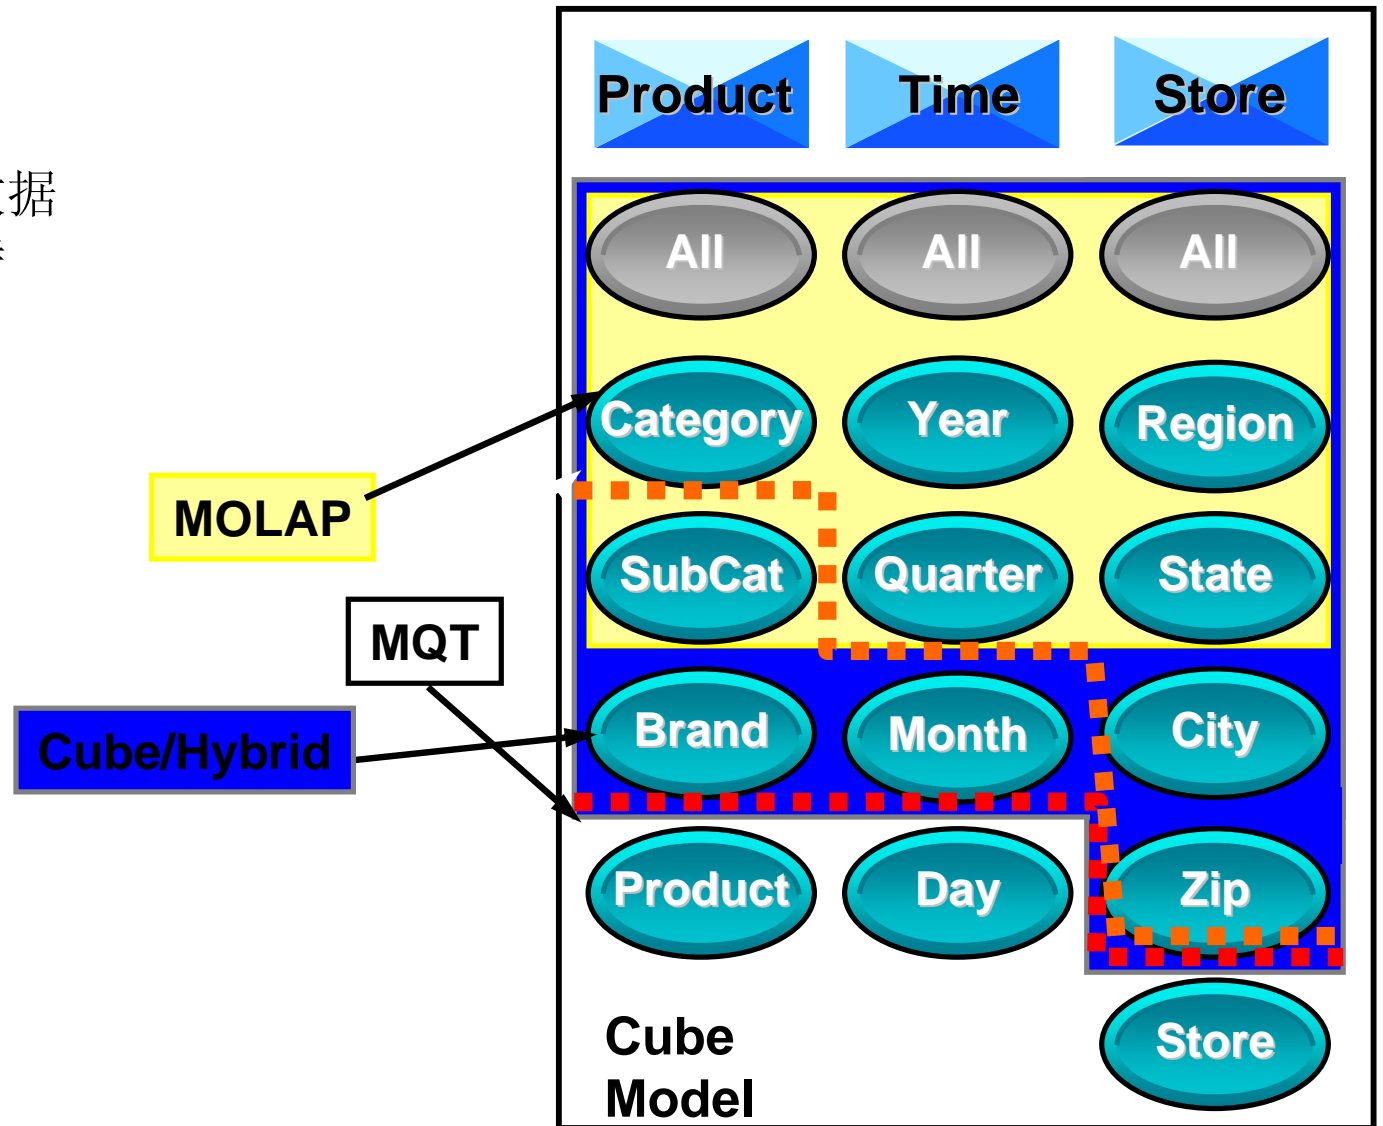 Product Time Store
据
All All All
Category Year Region
MOLAP
SubCat Quarter State
MQT
Brand Month City
Cube/Hybrid
Product Day Zip
Store
Cube
Model